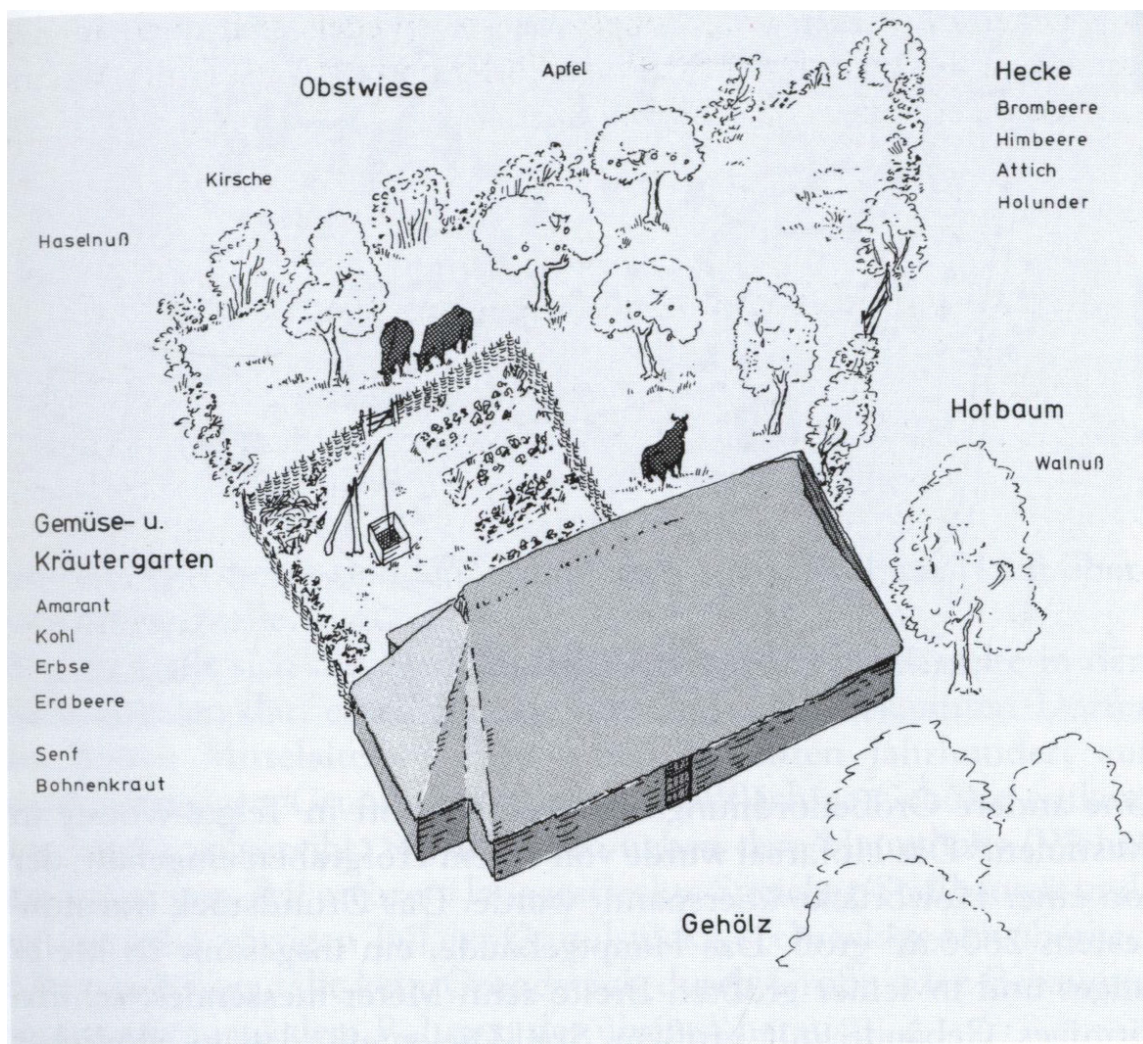 Obstwiese
Apfel
Kirsche
Haselnuß
Hecke
Brombeere
Himbeere
Attich
Holunder
Hofbaum
Walnuß
Gemüse- u.
Kräutergarten
Amarant
Kohl
Erbse
Erdbeere
Senf
Bohnenkraut
Gehölz